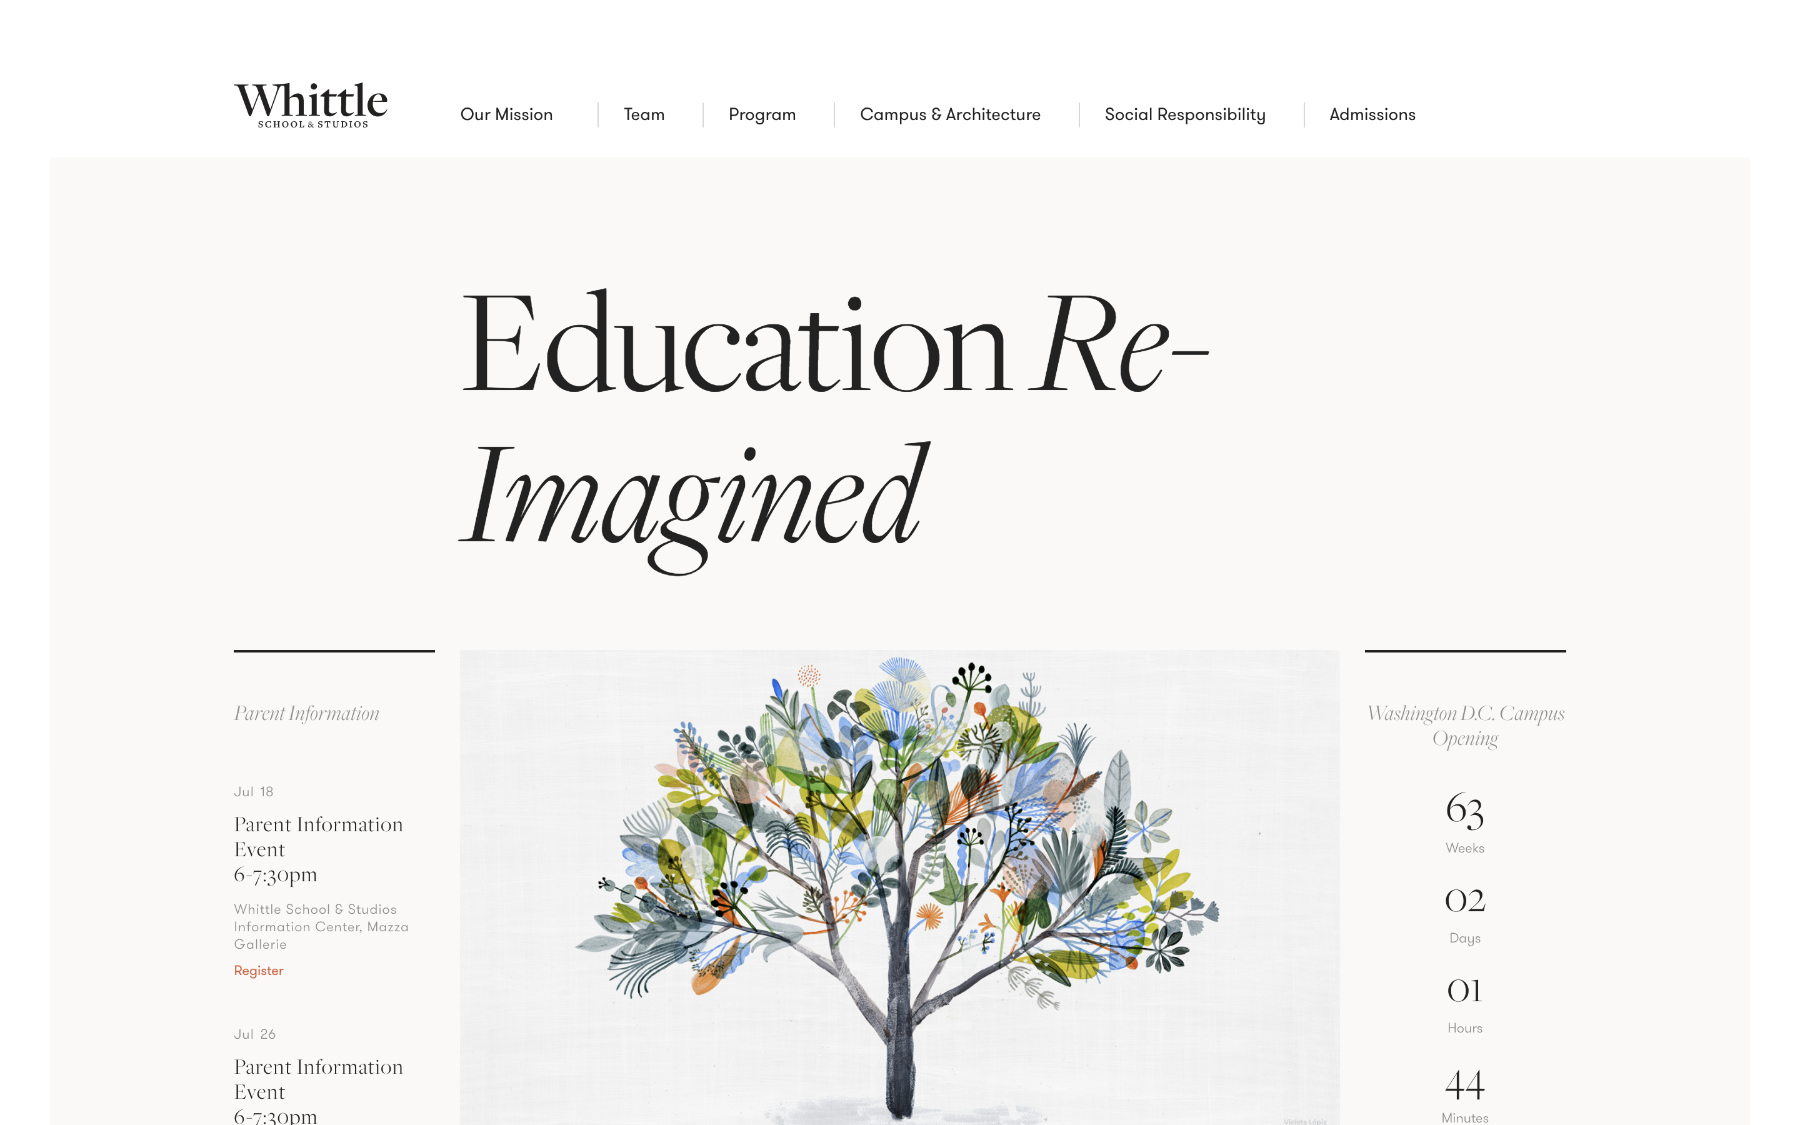 Whittle
SCHOOL & STUDIOS
Our Mission
Team
Program
Campus & Architecture
Social Responsibility
Admissions
Education Re-
Imagined
Parent Information
Jul 18
Parent Information
Event
6-7:30pm
Whittle School & Studios
Information Center, Mazza
Gallerie
Register
Jul 26
Parent Information
Event
6-7:30pm
Washington D.C. Campus
Opening
63
Weeks
02
Days
01
Hours
44
Minutes